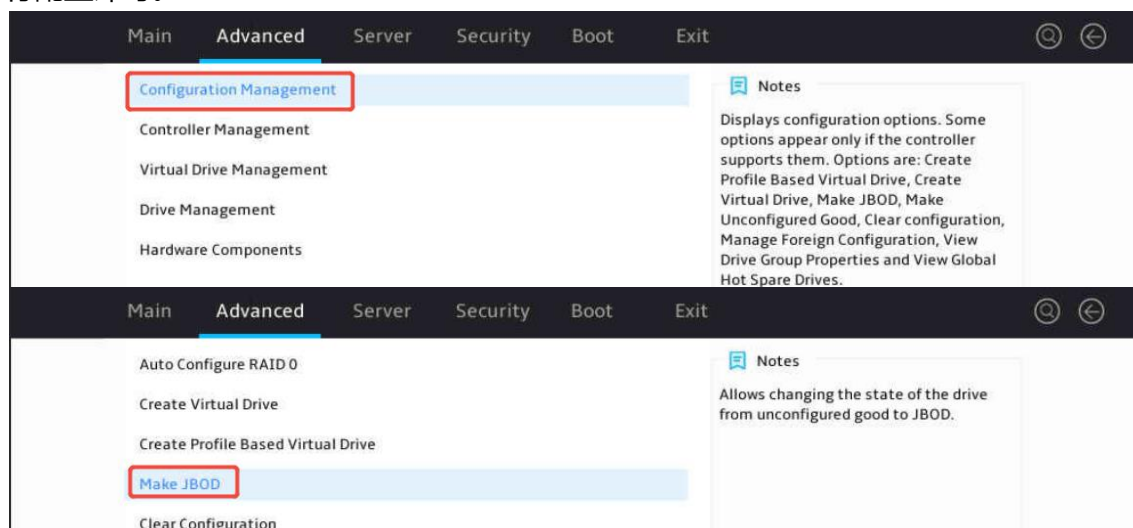 Main Advanced Server Security Boot Exit
Configuration Management
Controller Management
Virtual Drive Management
Drive Management
Hardware Components
Notes
Displays configuration options. Some
options appear only if the controller
supports them. Options are: Create
Profile Based Virtual Drive, Create
Virtual Drive, Make JBOD, Make
Unconfigured Good, Clear configuration,
Manage Foreign Configuration, View
Drive Group Properties and View Global
Hot Spare Drives.
Main Advanced Server Security Boot Exit
Auto Configure RAID 0
Create Virtual Drive
Create Profile Based Virtual Drive
Make JBOD
Clear Configuration
Notes
Allows changing the state of the drive
from unconfigured good to JBOD.